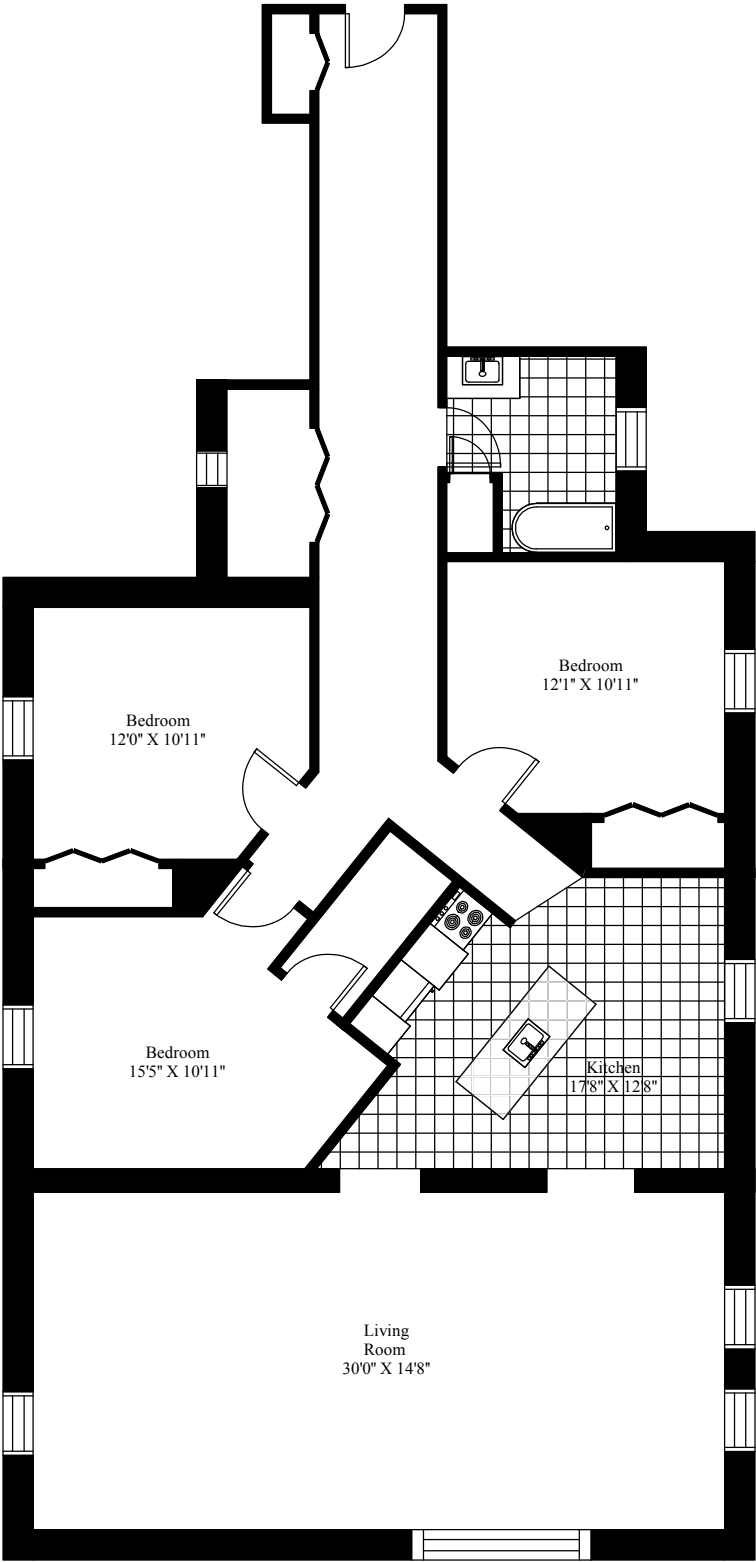 Bedroom
12'1" X 10'11"
Bedroom
12'0" X 10'11"
Bedroom
15'5" X 10'11"
Kitchen
17'8" X 12'8"
Living
Room
30'0" X 14'8"